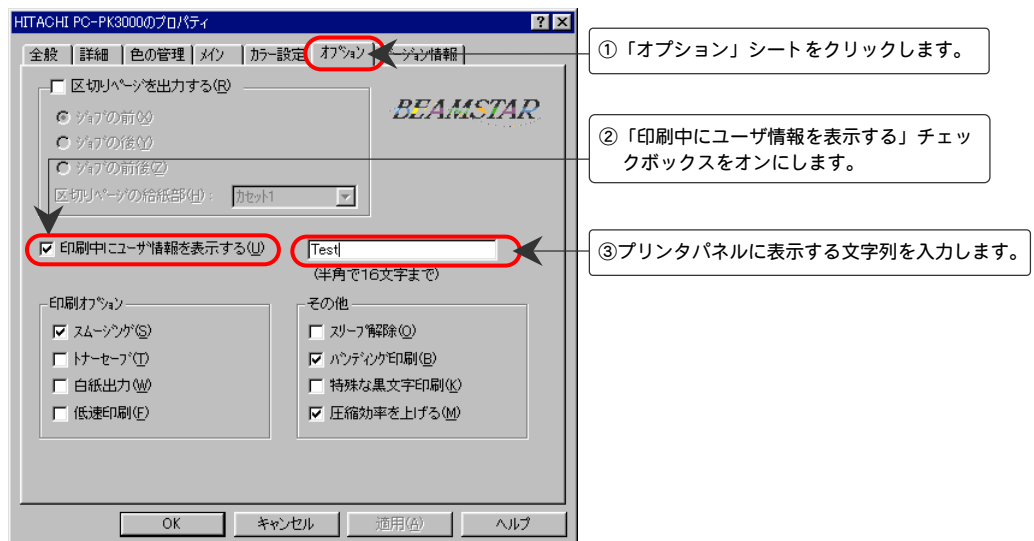 HITACHI PC-PK3000のプロパティ
全般 詳細 色の管理 メイン カラー設定 オプション バージョン情報
①「オプション」シートをクリックします。
区切りページを出力する(R)
BEAMSTAR
ジョブの前(X)
ジョブの後(Y)
ジョブの前後(Z)
区切りページの給紙部(H): カセット1
②「印刷中にユーザ情報を表示する」チェッ
クボックスをオンにします。
印刷中にユーザ情報を表示する(U) Test
(半角で16文字まで)
③プリンタパネルに表示する文字列を入力します。
印刷オプション
スムージング(S)
トナーセーブ(T)
白紙出力(W)
低速印刷(F)
その他
スリープ解除(O)
バンディング印刷(B)
特殊な黒文字印刷(K)
圧縮効率を上げる(M)
OK キャンセル 適用(A) ヘルプ